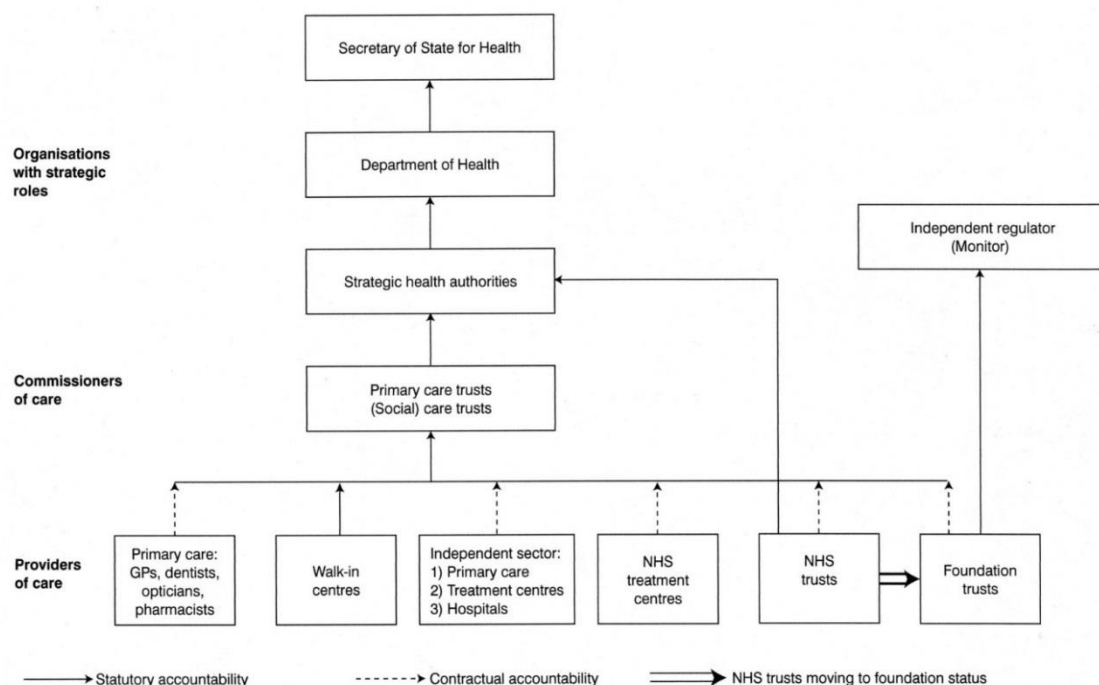 Secretary of State for Health
Organisations
with strategic
roles
Department of Health
Independent regulator
(Monitor)
Strategic health authorities
Commissioners
of care
Primary care trusts
(Social) care trusts
Providers
of care
Primary care:
GPs, dentists,
opticians,
pharmacists
Walk-in
centres
Independent sector:
1) Primary care
2) Treatment centres
3) Hospitals
NHS
treatment
centres
NHS
trusts
Foundation
trusts
Statutory accountability
Contractual accountability
NHS trusts moving to foundation status